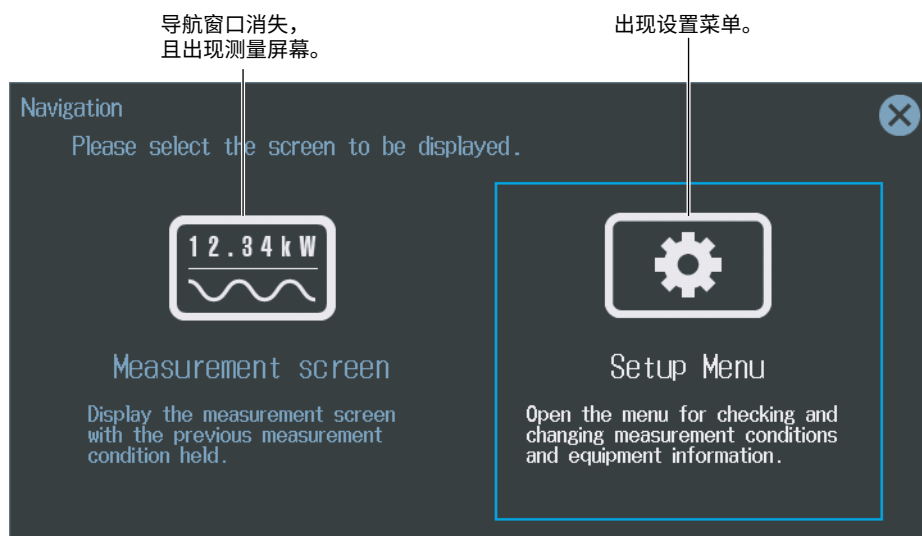 导航窗口消失，
且出现测量屏幕。
出现设置菜单。
Navigation
Please select the screen to be displayed.
12.34kW
Measurement screen
Display the measurement screen
with the previous measurement
condition held.
Setup Menu
Open the menu for checking and
changing measurement conditions
and equipment information.